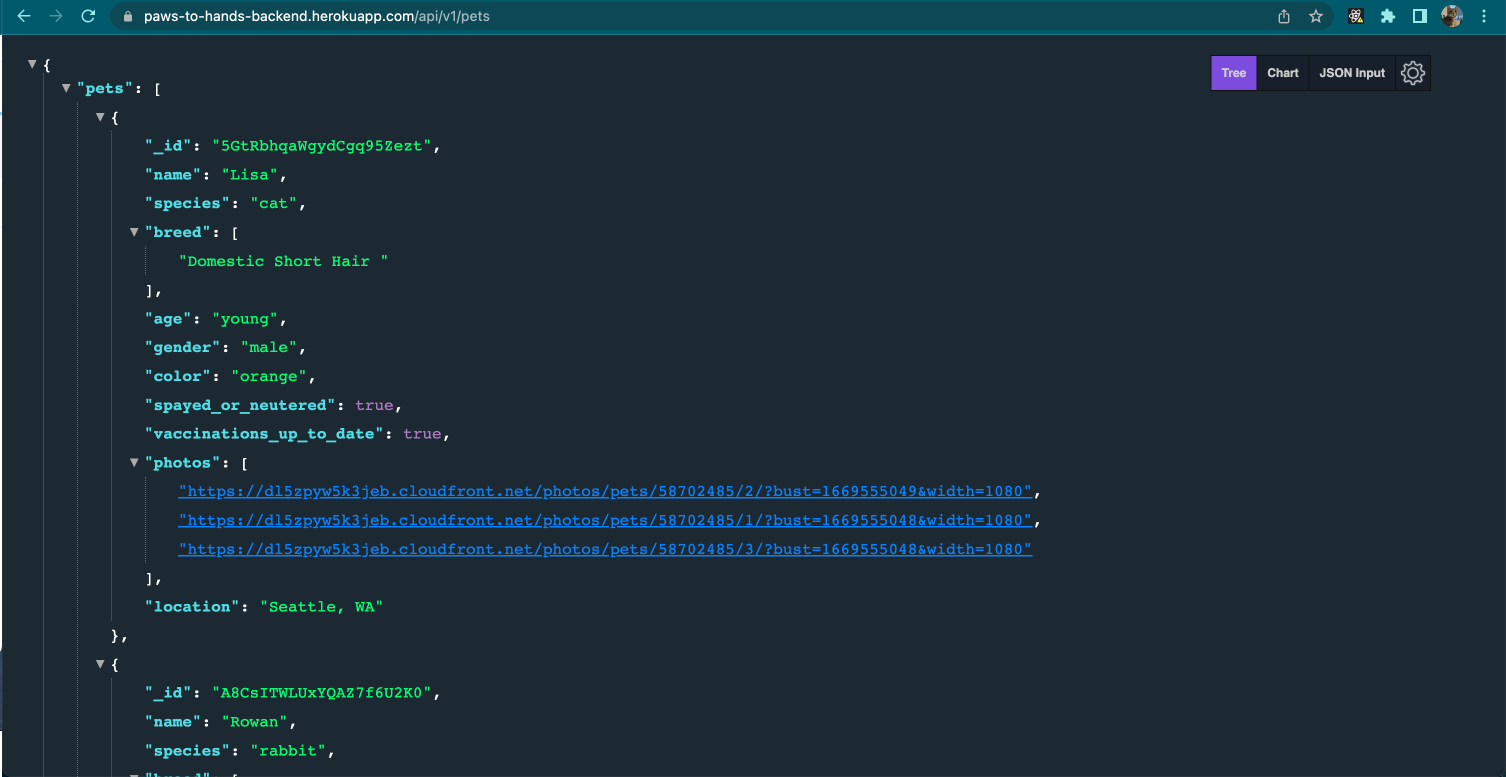 paws-to-hands-backend.herokuapp.com/api/v1/pets
Tree Chart JSON Input
{
"pets": [
{
"_id": "5GtRbhqaWgydCgq95Zezt",
"name": "Lisa",
"species": "cat",
"breed": [
"Domestic Short Hair "
],
"age": "young",
"gender": "male",
"color": "orange",
"spayed_or_neutered": true,
"vaccinations_up_to_date": true,
"photos": [
"https://dl5zpyw5k3jeb.cloudfront.net/photos/pets/58702485/2/?bust=1669555049&width=1080",
"https://dl5zpyw5k3jeb.cloudfront.net/photos/pets/58702485/1/?bust=1669555048&width=1080",
"https://dl5zpyw5k3jeb.cloudfront.net/photos/pets/58702485/3/?bust=1669555048&width=1080"
],
"location": "Seattle, WA"
},
{
"_id": "A8CsITWLUxYQAZ7f6U2K0",
"name": "Rowan",
"species": "rabbit",
"breed": [